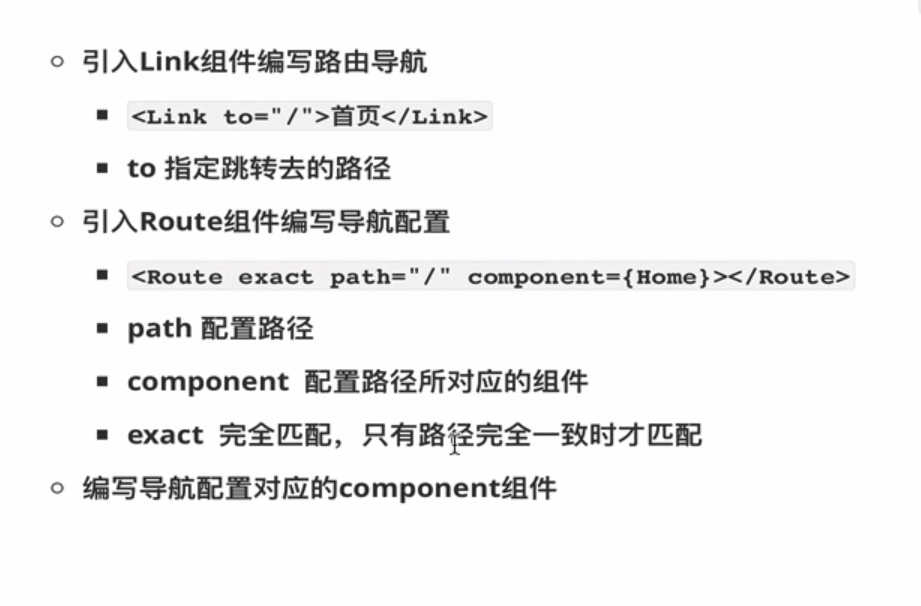 引入Link组件编写路由导航
<Link to="/">首页</Link>
to 指定跳转去的路径
引入Route组件编写导航配置
<Route exact path="/" component={Home}></Route>
path 配置路径
component 配置路径所对应的组件
exact 完全匹配，只有路径完全一致时才匹配
编写导航配置对应的component组件